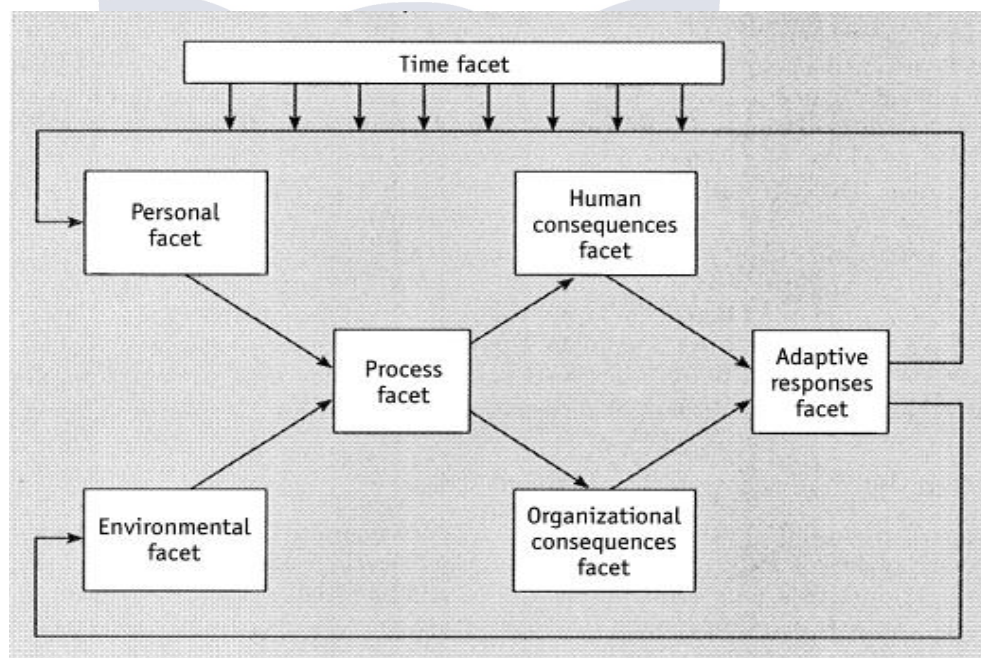 Time facet
Personal
facet
Human
consequences
facet
Process
facet
Adaptive
responses
facet
Environmental
facet
Organizational
consequences
facet